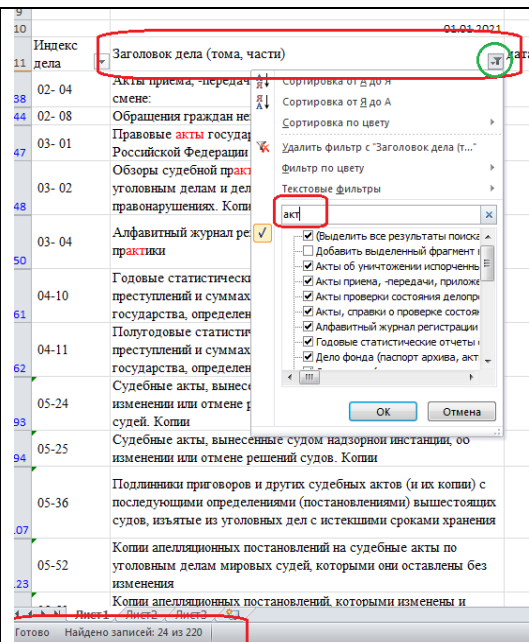 9
10 01.01.2021
Индекс
дела
Заголовок дела (тома, части)
11
38 02- 04 Акты приема, -передач
смене:
44 02- 08 Обращения граждан не
47 03- 01 Правовые акты государ
Российской Федерации
48 03- 02 Обзоры судебной практ
уголовным делам и дел
правонарушениях. Копи
50 03- 04 Алфавитный журнал ре
практики
61 04-10 Годовые статистическ
преступлений и суммах
государства, определен
62 04-11 Полугодовые статистич
преступлений и суммах
государства, определен
93 05-24 Судебные акты, вынесе
изменении или отмене р
судей. Копии
94 05-25 Судебные акты, вынесенные судом надзорной инстанции, об
изменении или отмене решений судов. Копии
07 05-36 Подлинники приговоров и других судебных актов (и их копии) с
последующими определениями (постановлениями) вышестоящих
судов, изъятые из уголовных дел с истекшими сроками хранения
23 05-52 Копии апелляционных постановлений на судебные акты по
уголовным делам мировых судей, которыми они оставлены без
изменения
Копии апелляционных постановлений, которыми изменены и
Сортировка от А до Я
Сортировка от Я до А
Сортировка по цвету
Удалить фильтр с "Заголовок дела (т..."
Фильтр по цвету
Текстовые фильтры
акт
(Выделить все результаты поиска
Добавить выделенный фрагмент
Акты об уничтожении испорченны
Акты приема, -передачи, приложе
Акты проверки состояния делопр
Акты, справки о проверке состоян
Алфавитный журнал регистрации
Годовые статистические отчеты
Дело фонда (паспорт архива, акт
ОК Отмена
Лист1 Лист2 Лист3
Готово Найдено записей: 24 из 220